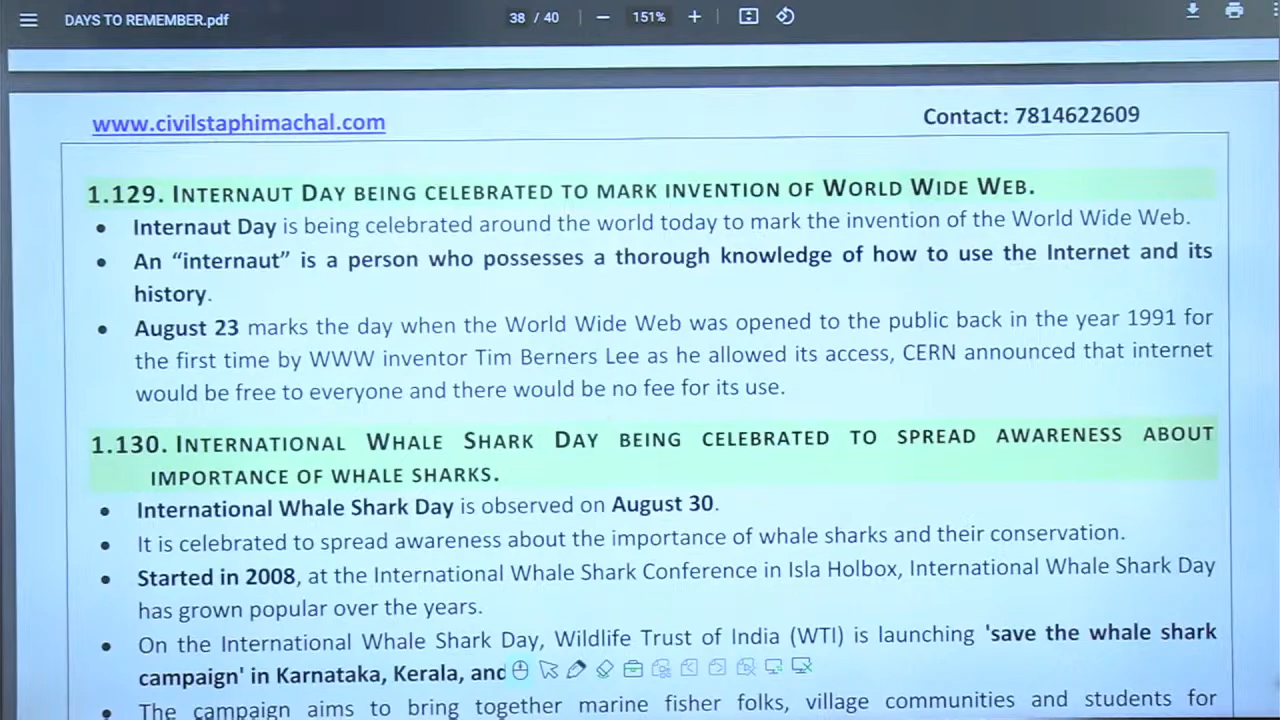 DAYS TO REMEMBER.pdf
38 / 40
151%
www.civilstaphimachal.com
Contact: 7814622609
1.129. INTERNAUT DAY BEING CELEBRATED TO MARK INVENTION OF WORLD WIDE WEB.
• Internaut Day is being celebrated around the world today to mark the invention of the World Wide Web.
• An “internaut” is a person who possesses a thorough knowledge of how to use the Internet and its
history.
• August 23 marks the day when the World Wide Web was opened to the public back in the year 1991 for
the first time by WWW inventor Tim Berners Lee as he allowed its access, CERN announced that internet
would be free to everyone and there would be no fee for its use.
1.130. INTERNATIONAL WHALE SHARK DAY BEING CELEBRATED TO SPREAD AWARENESS ABOUT
IMPORTANCE OF WHALE SHARKS.
• International Whale Shark Day is observed on August 30.
• It is celebrated to spread awareness about the importance of whale sharks and their conservation.
• Started in 2008, at the International Whale Shark Conference in Isla Holbox, International Whale Shark Day
has grown popular over the years.
• On the International Whale Shark Day, Wildlife Trust of India (WTI) is launching 'save the whale shark
campaign' in Karnataka, Kerala, and
• The campaign aims to bring together marine fisher folks, village communities and students for